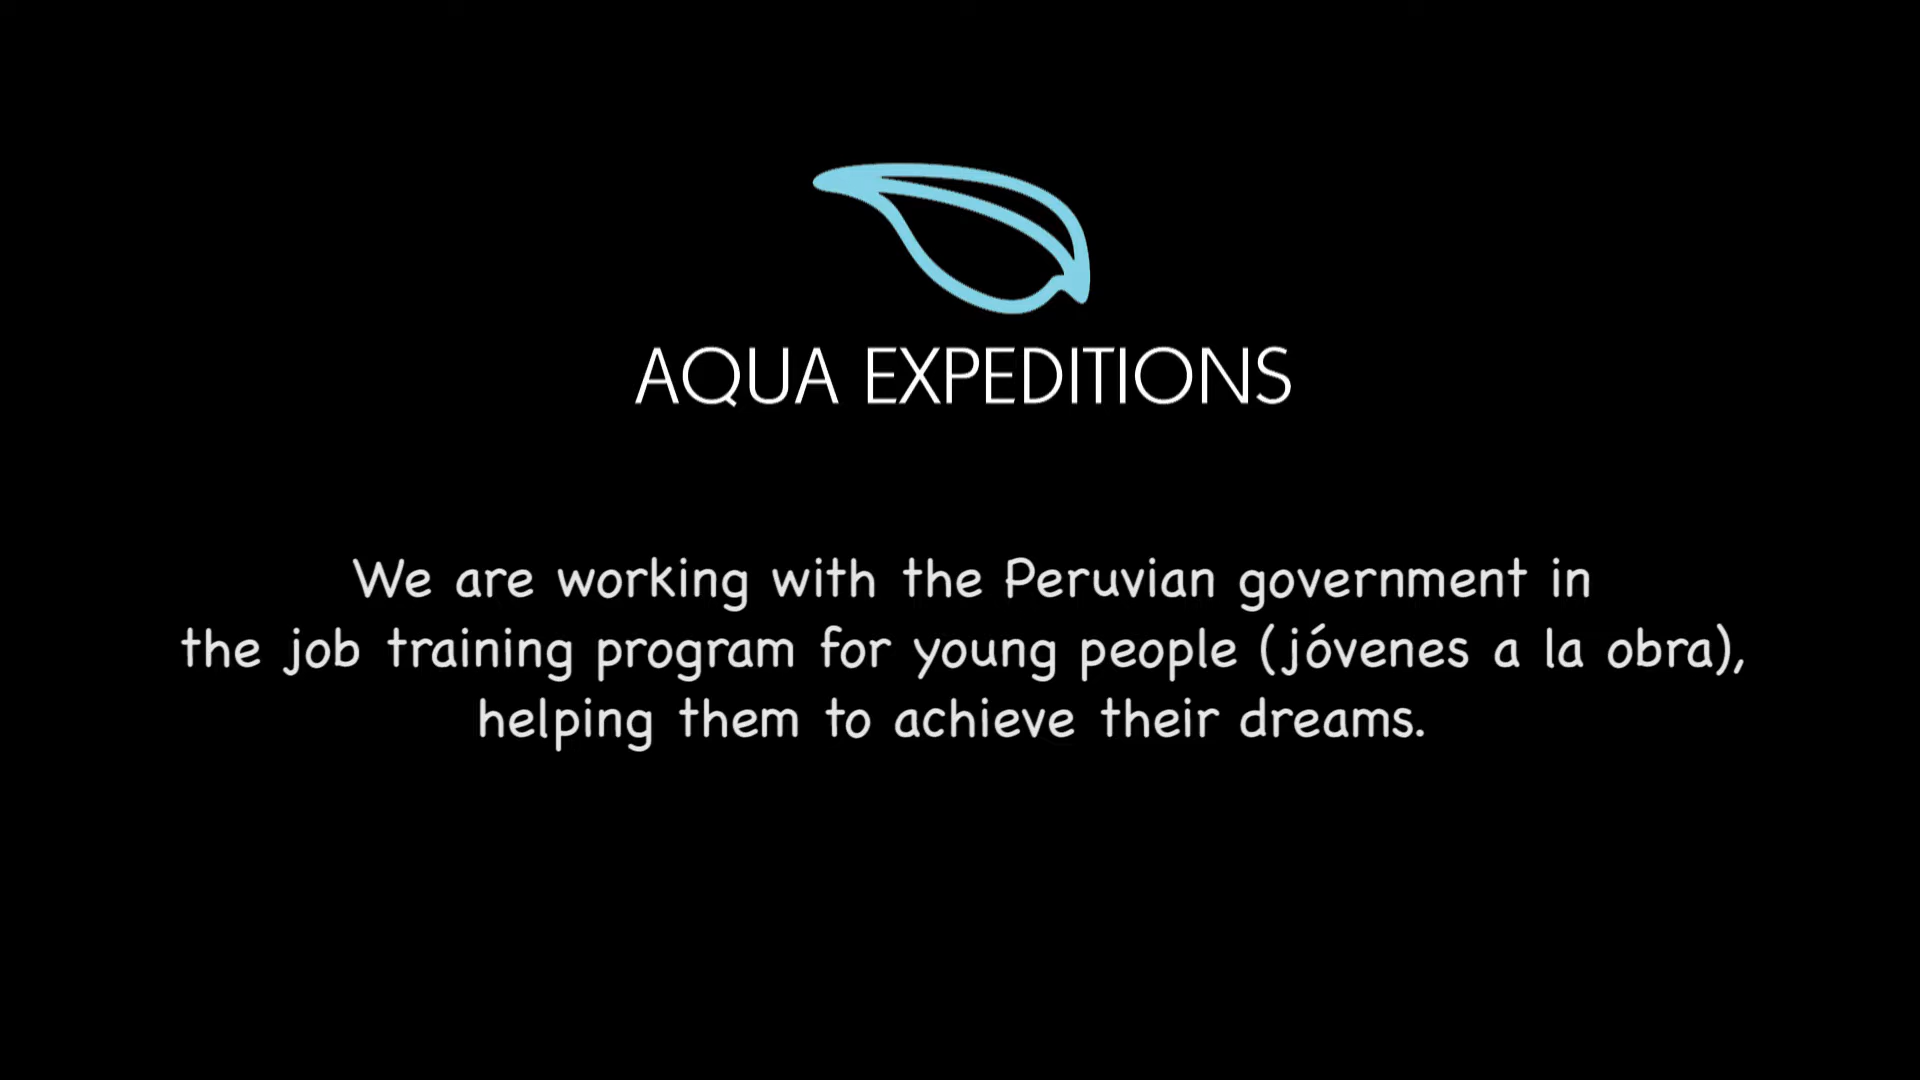 AQUA EXPEDITIONS
We are working with the Peruvian government in
the job training program for young people (jóvenes a la obra),
helping them to achieve their dreams.